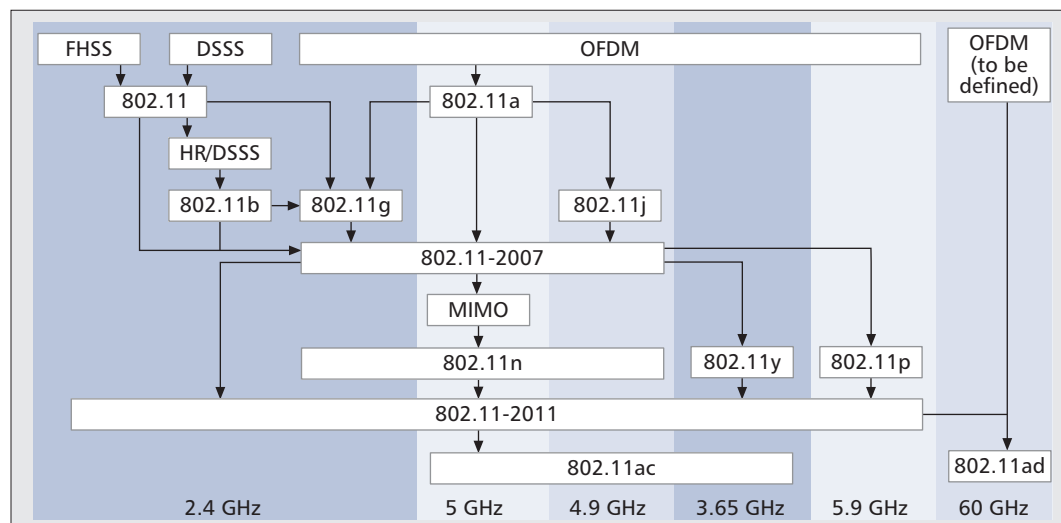 FHSS
DSSS
OFDM
OFDM
(to be
defined)
802.11
802.11a
HR/DSSS
802.11b
802.11g
802.11j
802.11-2007
MIMO
802.11n
802.11y
802.11p
802.11-2011
802.11ac
802.11ad
2.4 GHz
5 GHz
4.9 GHz
3.65 GHz
5.9 GHz
60 GHz